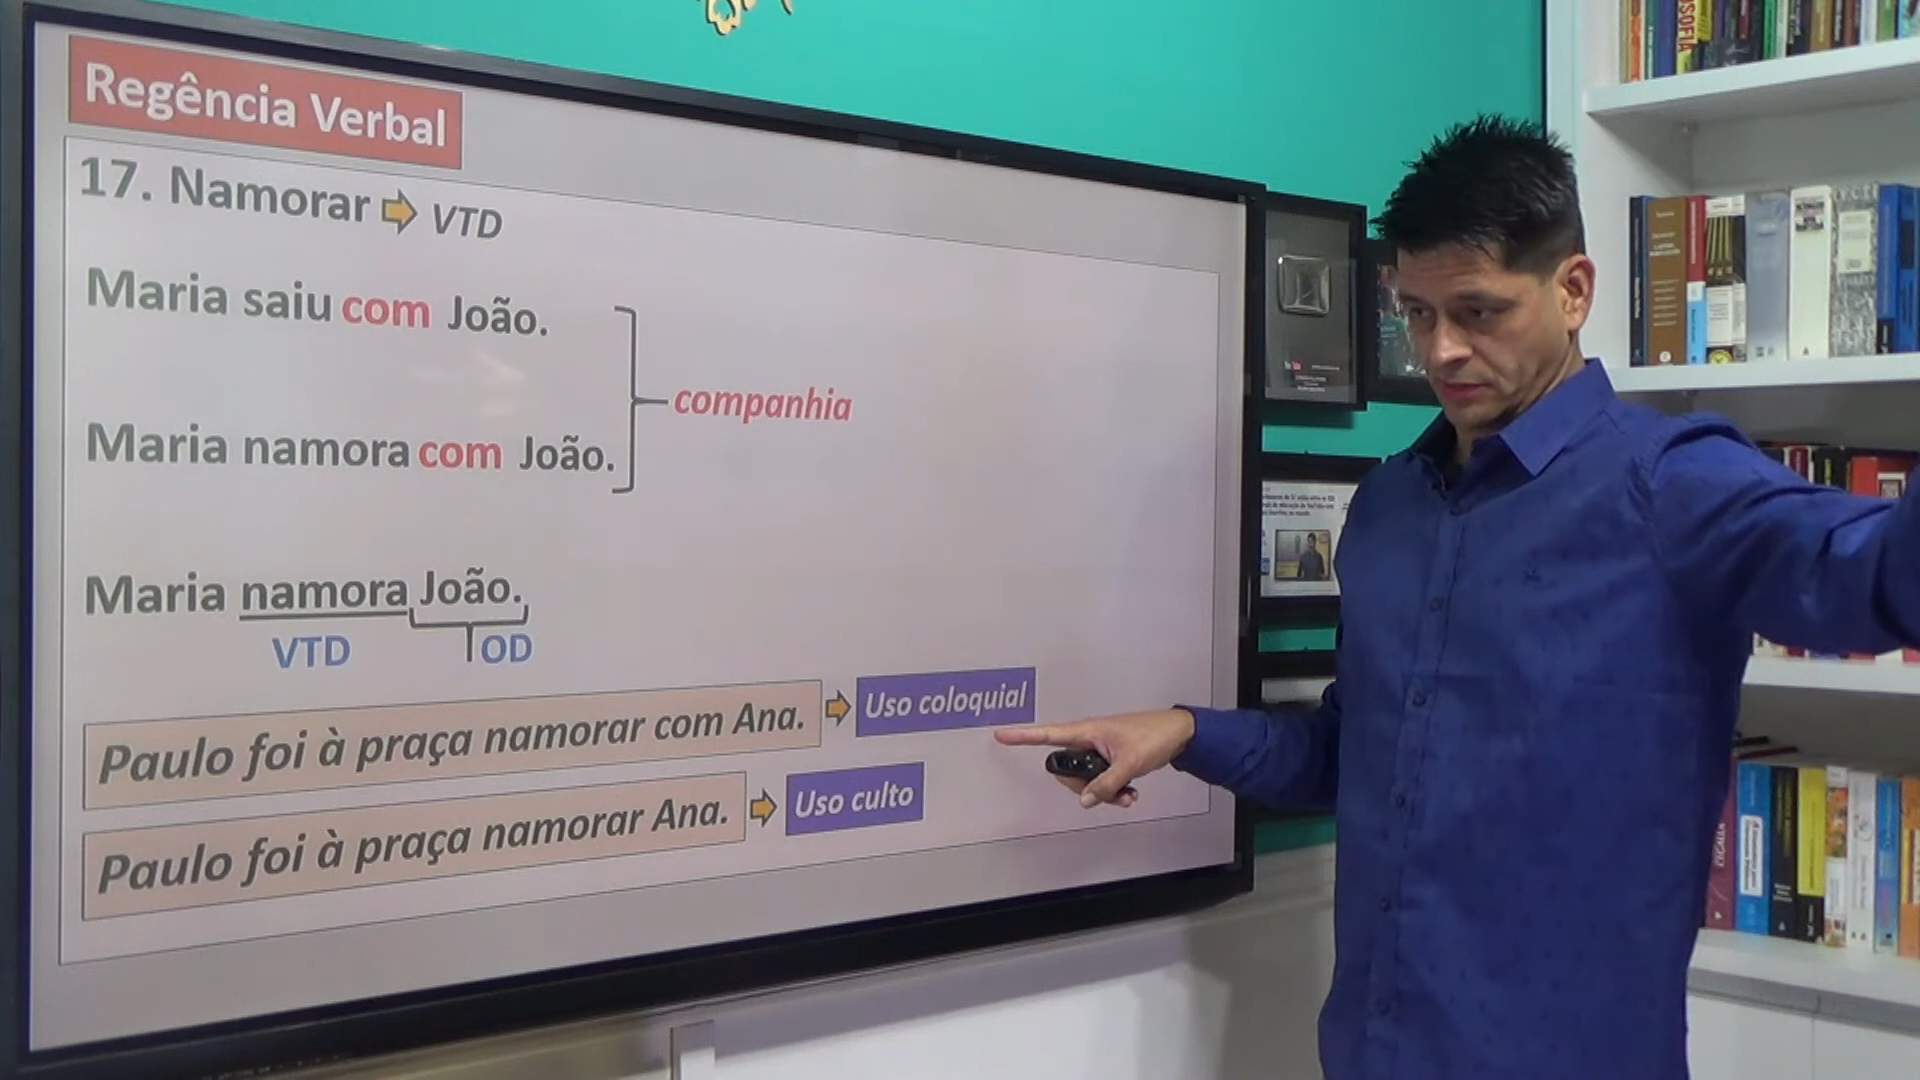 Regência Verbal
17. Namorar VTD
Maria saiu com João.
companhia
Maria namora com João.
Maria namora João.
VTD OD
Paulo foi à praça namorar com Ana. Uso coloquial
Paulo foi à praça namorar Ana. Uso culto